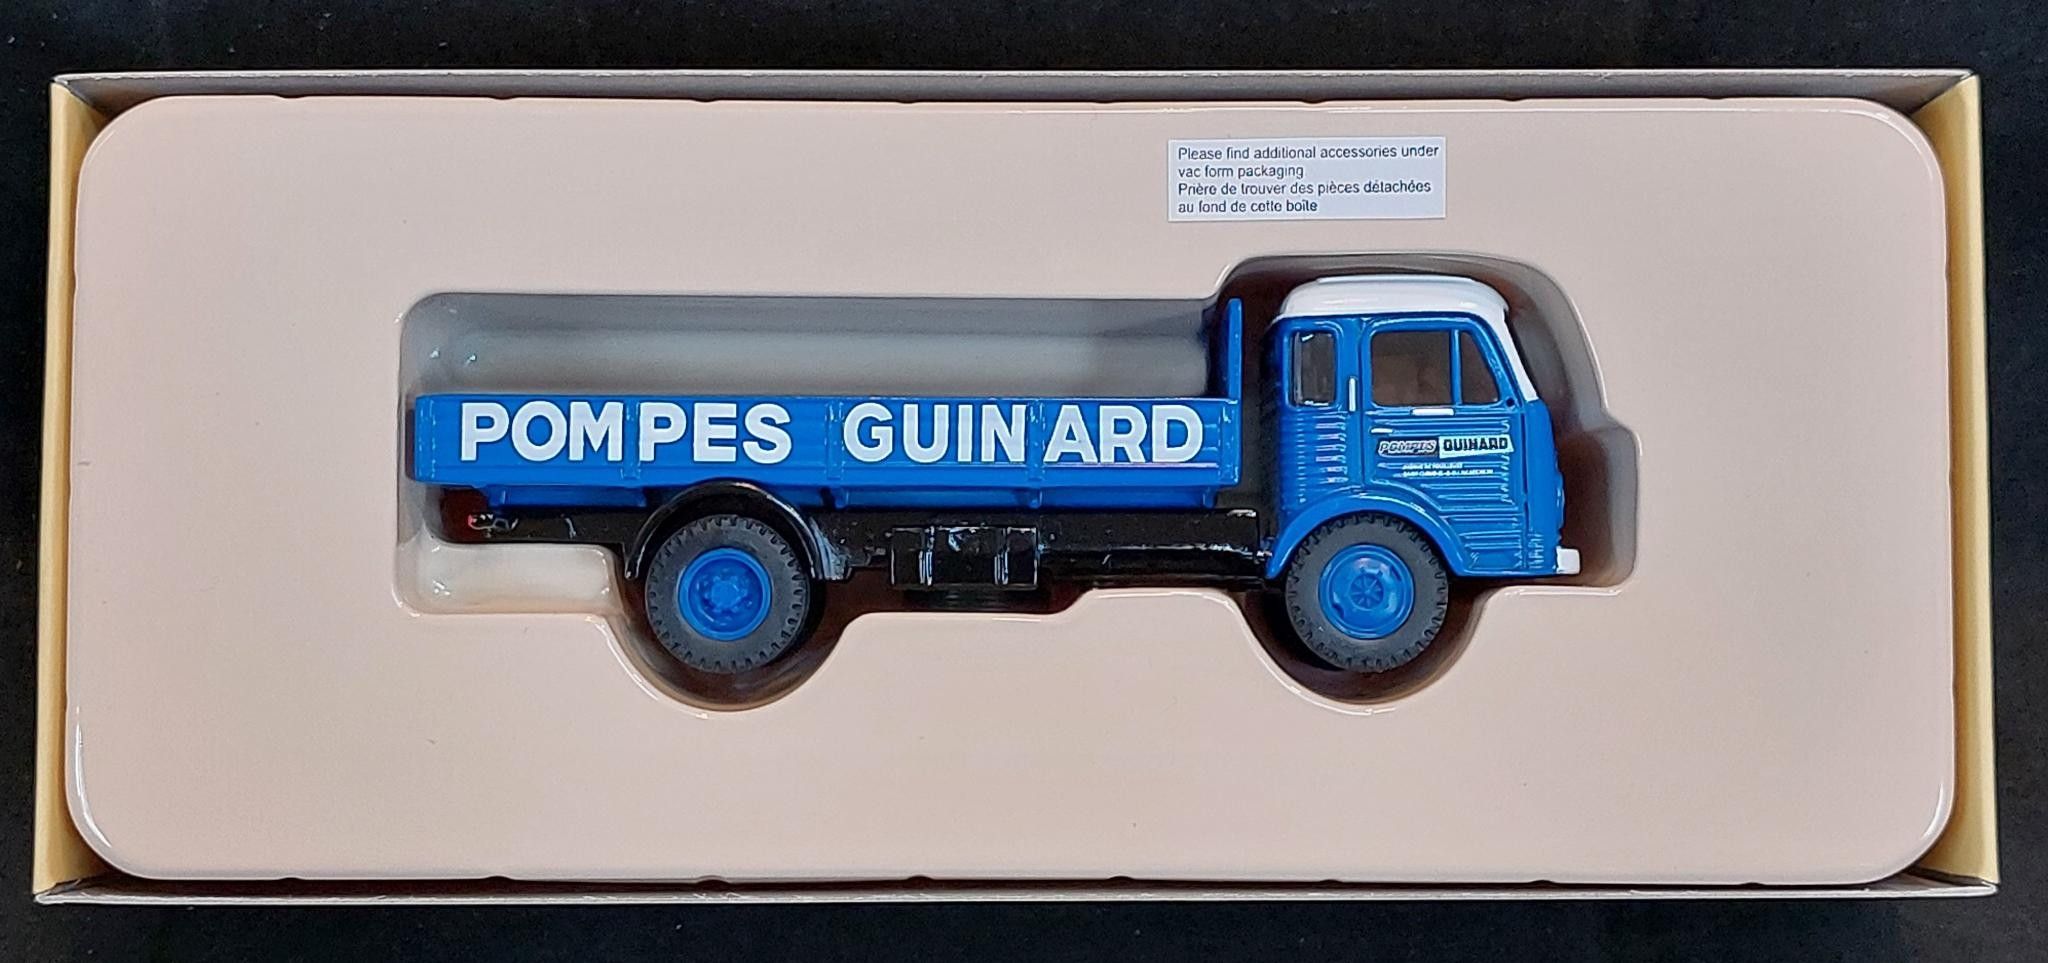 Please find additional accessories under
vac form packaging
Prière de trouver des pièces détachées
au fond de cette boîte
POMPES GUINARD
POMPES GUINARD